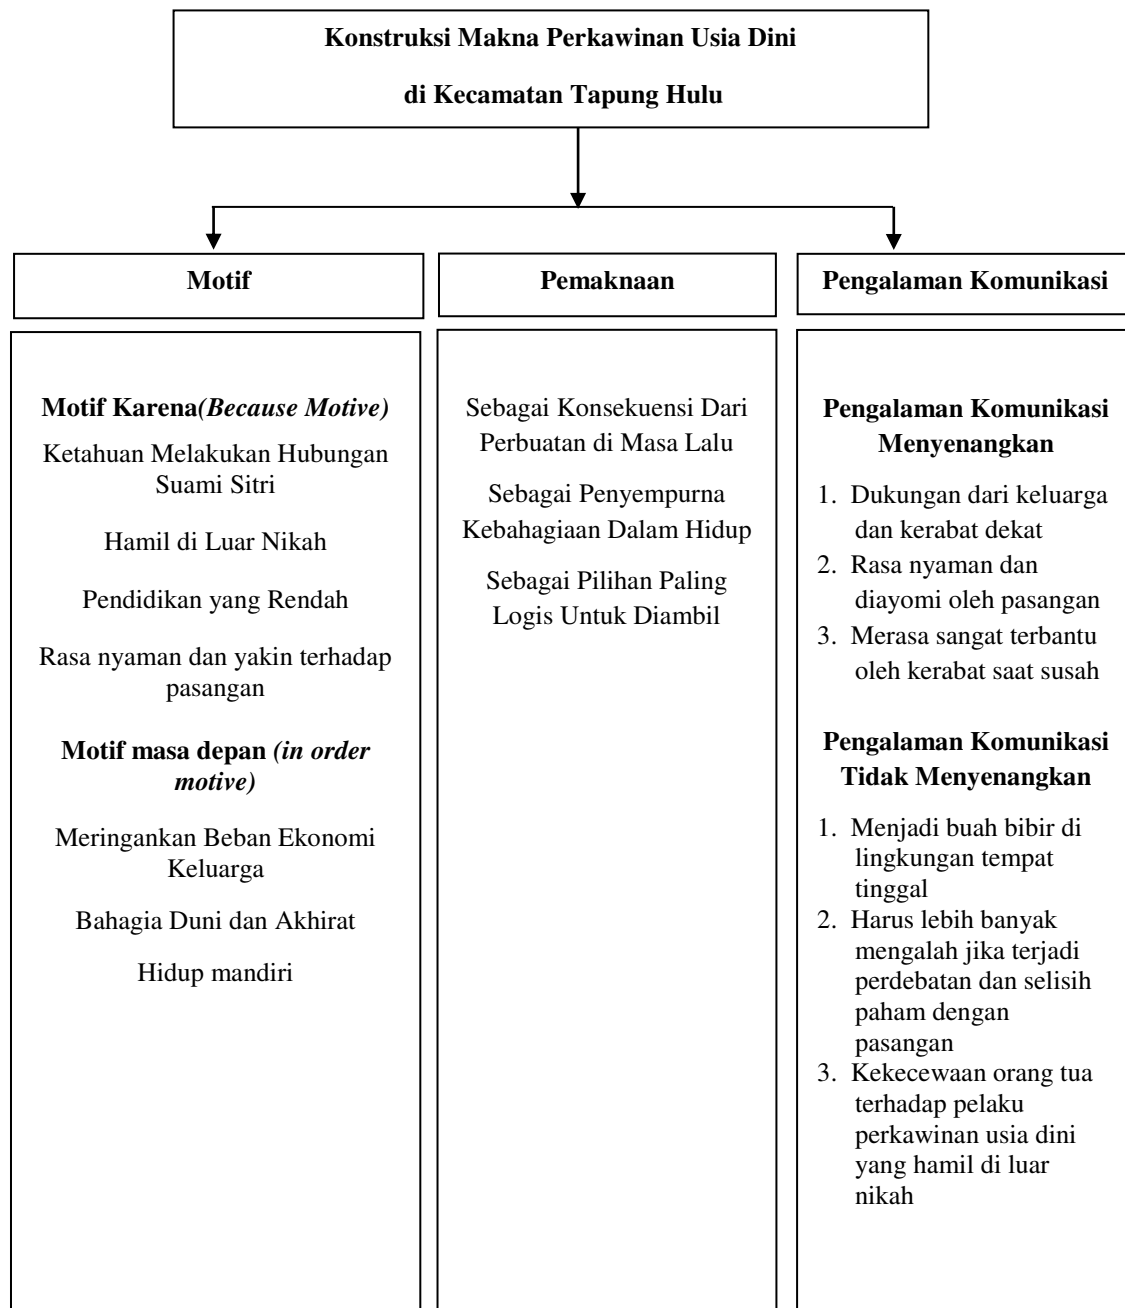 Konstruksi Makna Perkawinan Usia Dini
di Kecamatan Tapung Hulu
Motif
Pemaknaan
Pengalaman Komunikasi
Motif Karena(Because Motive)
Ketahuan Melakukan Hubungan
Suami Sitri
Hamil di Luar Nikah
Pendidikan yang Rendah
Rasa nyaman dan yakin terhadap
pasangan
Motif masa depan (in order
motive)
Meringankan Beban Ekonomi
Keluarga
Bahagia Duni dan Akhirat
Hidup mandiri
Sebagai Konsekuensi Dari
Perbuatan di Masa Lalu
Sebagai Penyempurna
Kebahagiaan Dalam Hidup
Sebagai Pilihan Paling
Logis Untuk Diambil
Pengalaman Komunikasi
Menyenangkan
1. Dukungan dari keluarga
dan kerabat dekat
2. Rasa nyaman dan
diayomi oleh pasangan
3. Merasa sangat terbantu
oleh kerabat saat susah
Pengalaman Komunikasi
Tidak Menyenangkan
1. Menjadi buah bibir di
lingkungan tempat
tinggal
2. Harus lebih banyak
mengalah jika terjadi
perdebatan dan selisih
paham dengan
pasangan
3. Kekecewaan orang tua
terhadap pelaku
perkawinan usia dini
yang hamil di luar
nikah